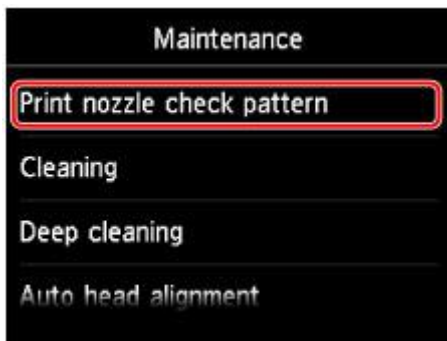 Maintenance
Print nozzle check pattern
Cleaning
Deep cleaning
Auto head alignment